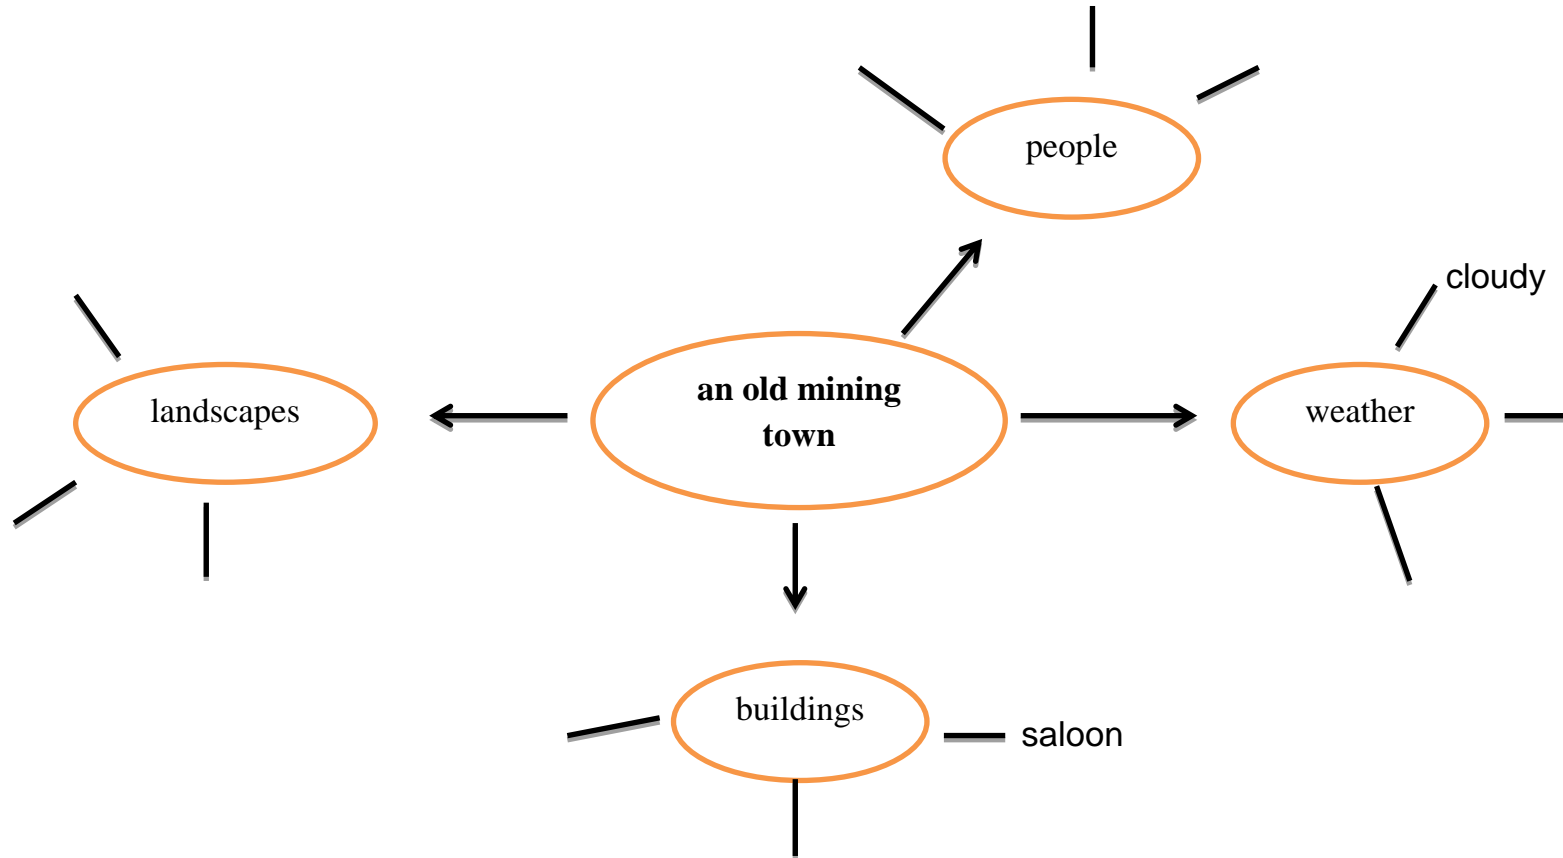 people
cloudy
landscapes
an old mining
town
weather
buildings
saloon